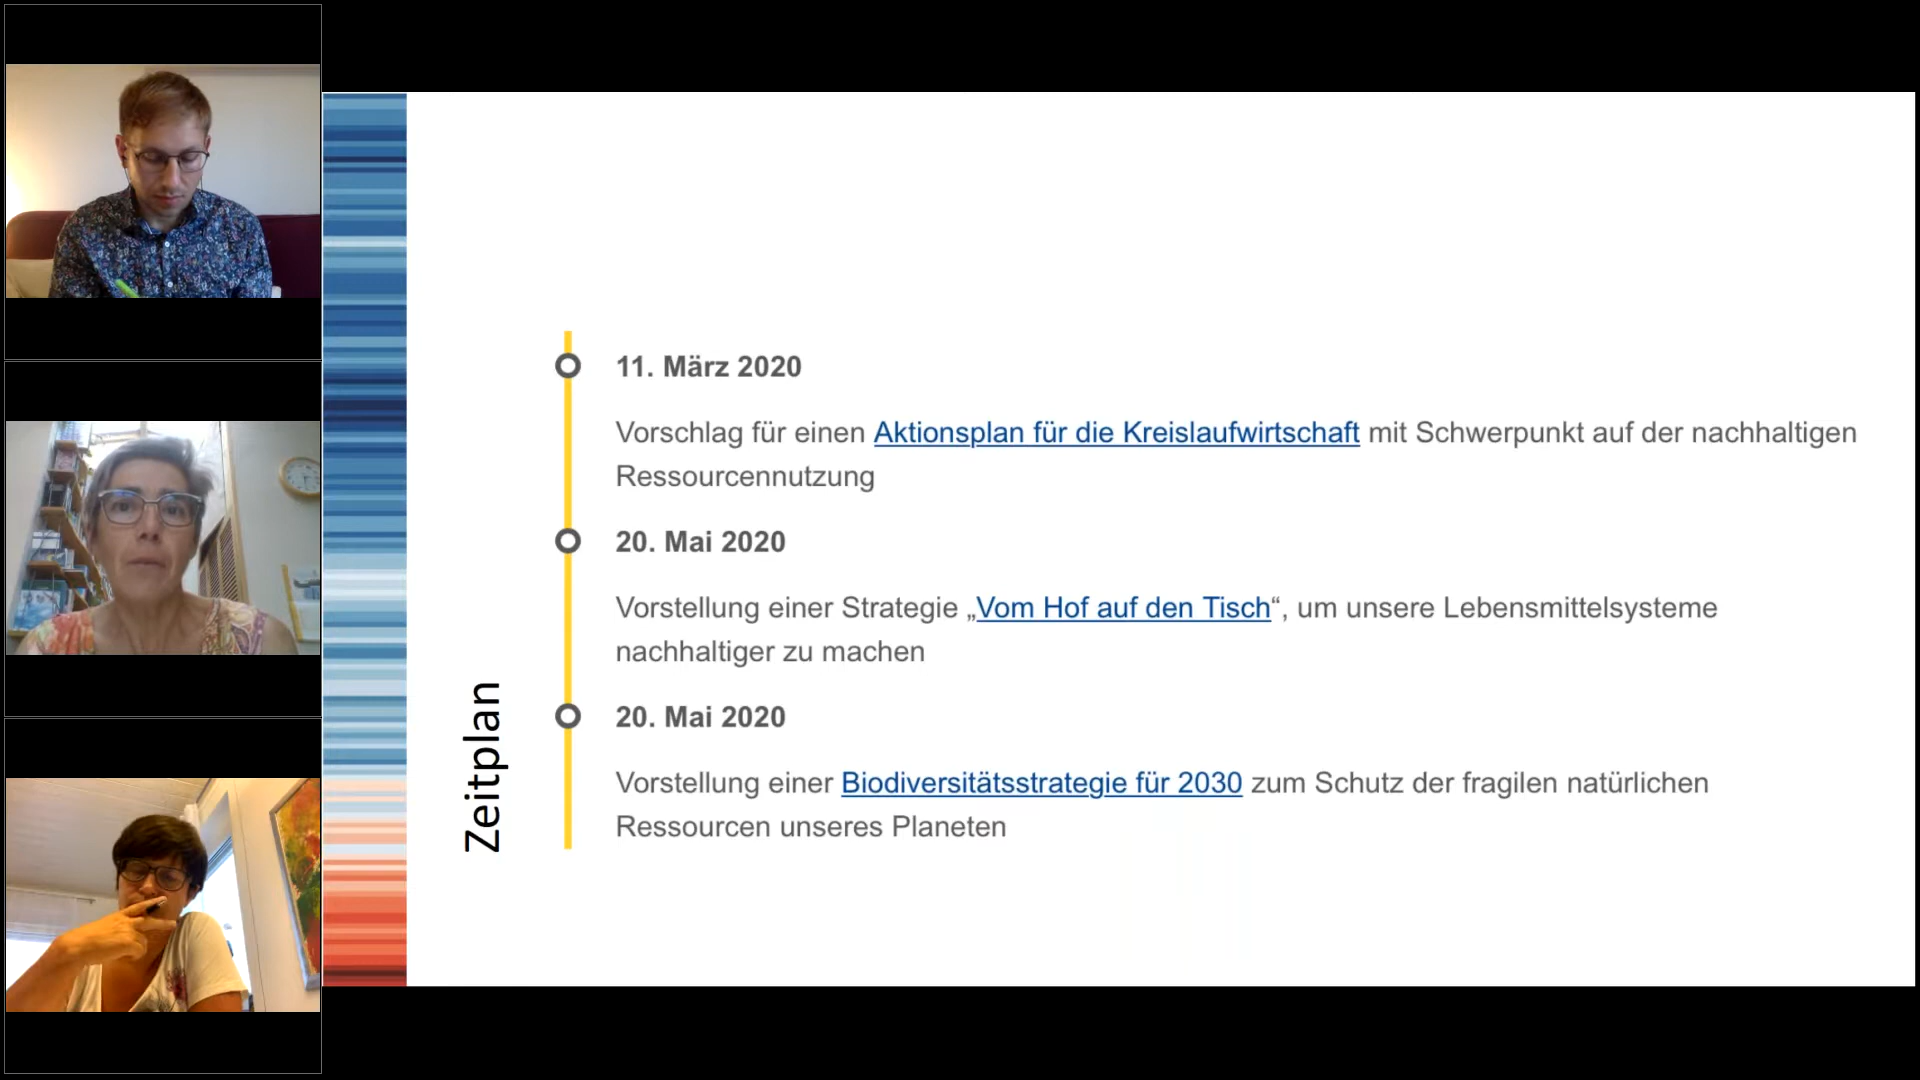 11. März 2020
Vorschlag für einen Aktionsplan für die Kreislaufwirtschaft mit Schwerpunkt auf der nachhaltigen
Ressourcennutzung
20. Mai 2020
Vorstellung einer Strategie „Vom Hof auf den Tisch“, um unsere Lebensmittelsysteme
nachhaltiger zu machen
20. Mai 2020
Vorstellung einer Biodiversitätsstrategie für 2030 zum Schutz der fragilen natürlichen
Ressourcen unseres Planeten
Zeitplan